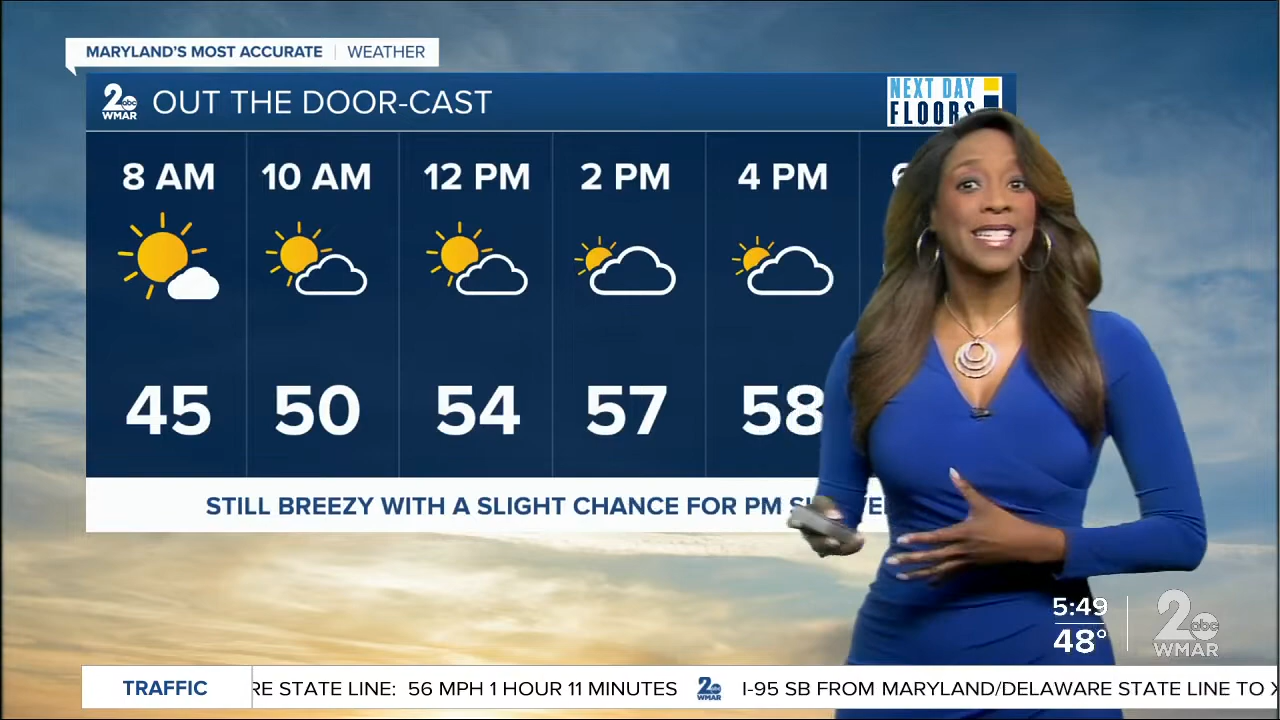 MARYLAND'S MOST ACCURATE | WEATHER
2 abc WMAR OUT THE DOOR-CAST
NEXT DAY
FLOORS
8 AM 10 AM 12 PM 2 PM 4 PM
45 50 54 57 58
STILL BREEZY WITH A SLIGHT CHANCE FOR PM
5:49
48°
2 abc
WMAR
TRAFFIC RE STATE LINE: 56 MPH 1 HOUR 11 MINUTES 2 abc WMAR I-95 SB FROM MARYLAND/DELAWARE STATE LINE TO